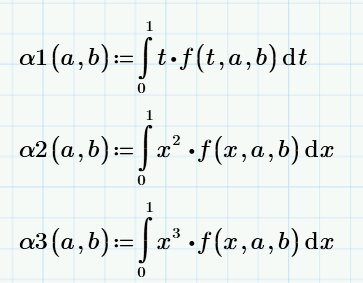 α1(a,b):=∫₀¹ t·f(t,a,b) dt
α2(a,b):=∫₀¹ x²·f(x,a,b) dx
α3(a,b):=∫₀¹ x³·f(x,a,b) dx